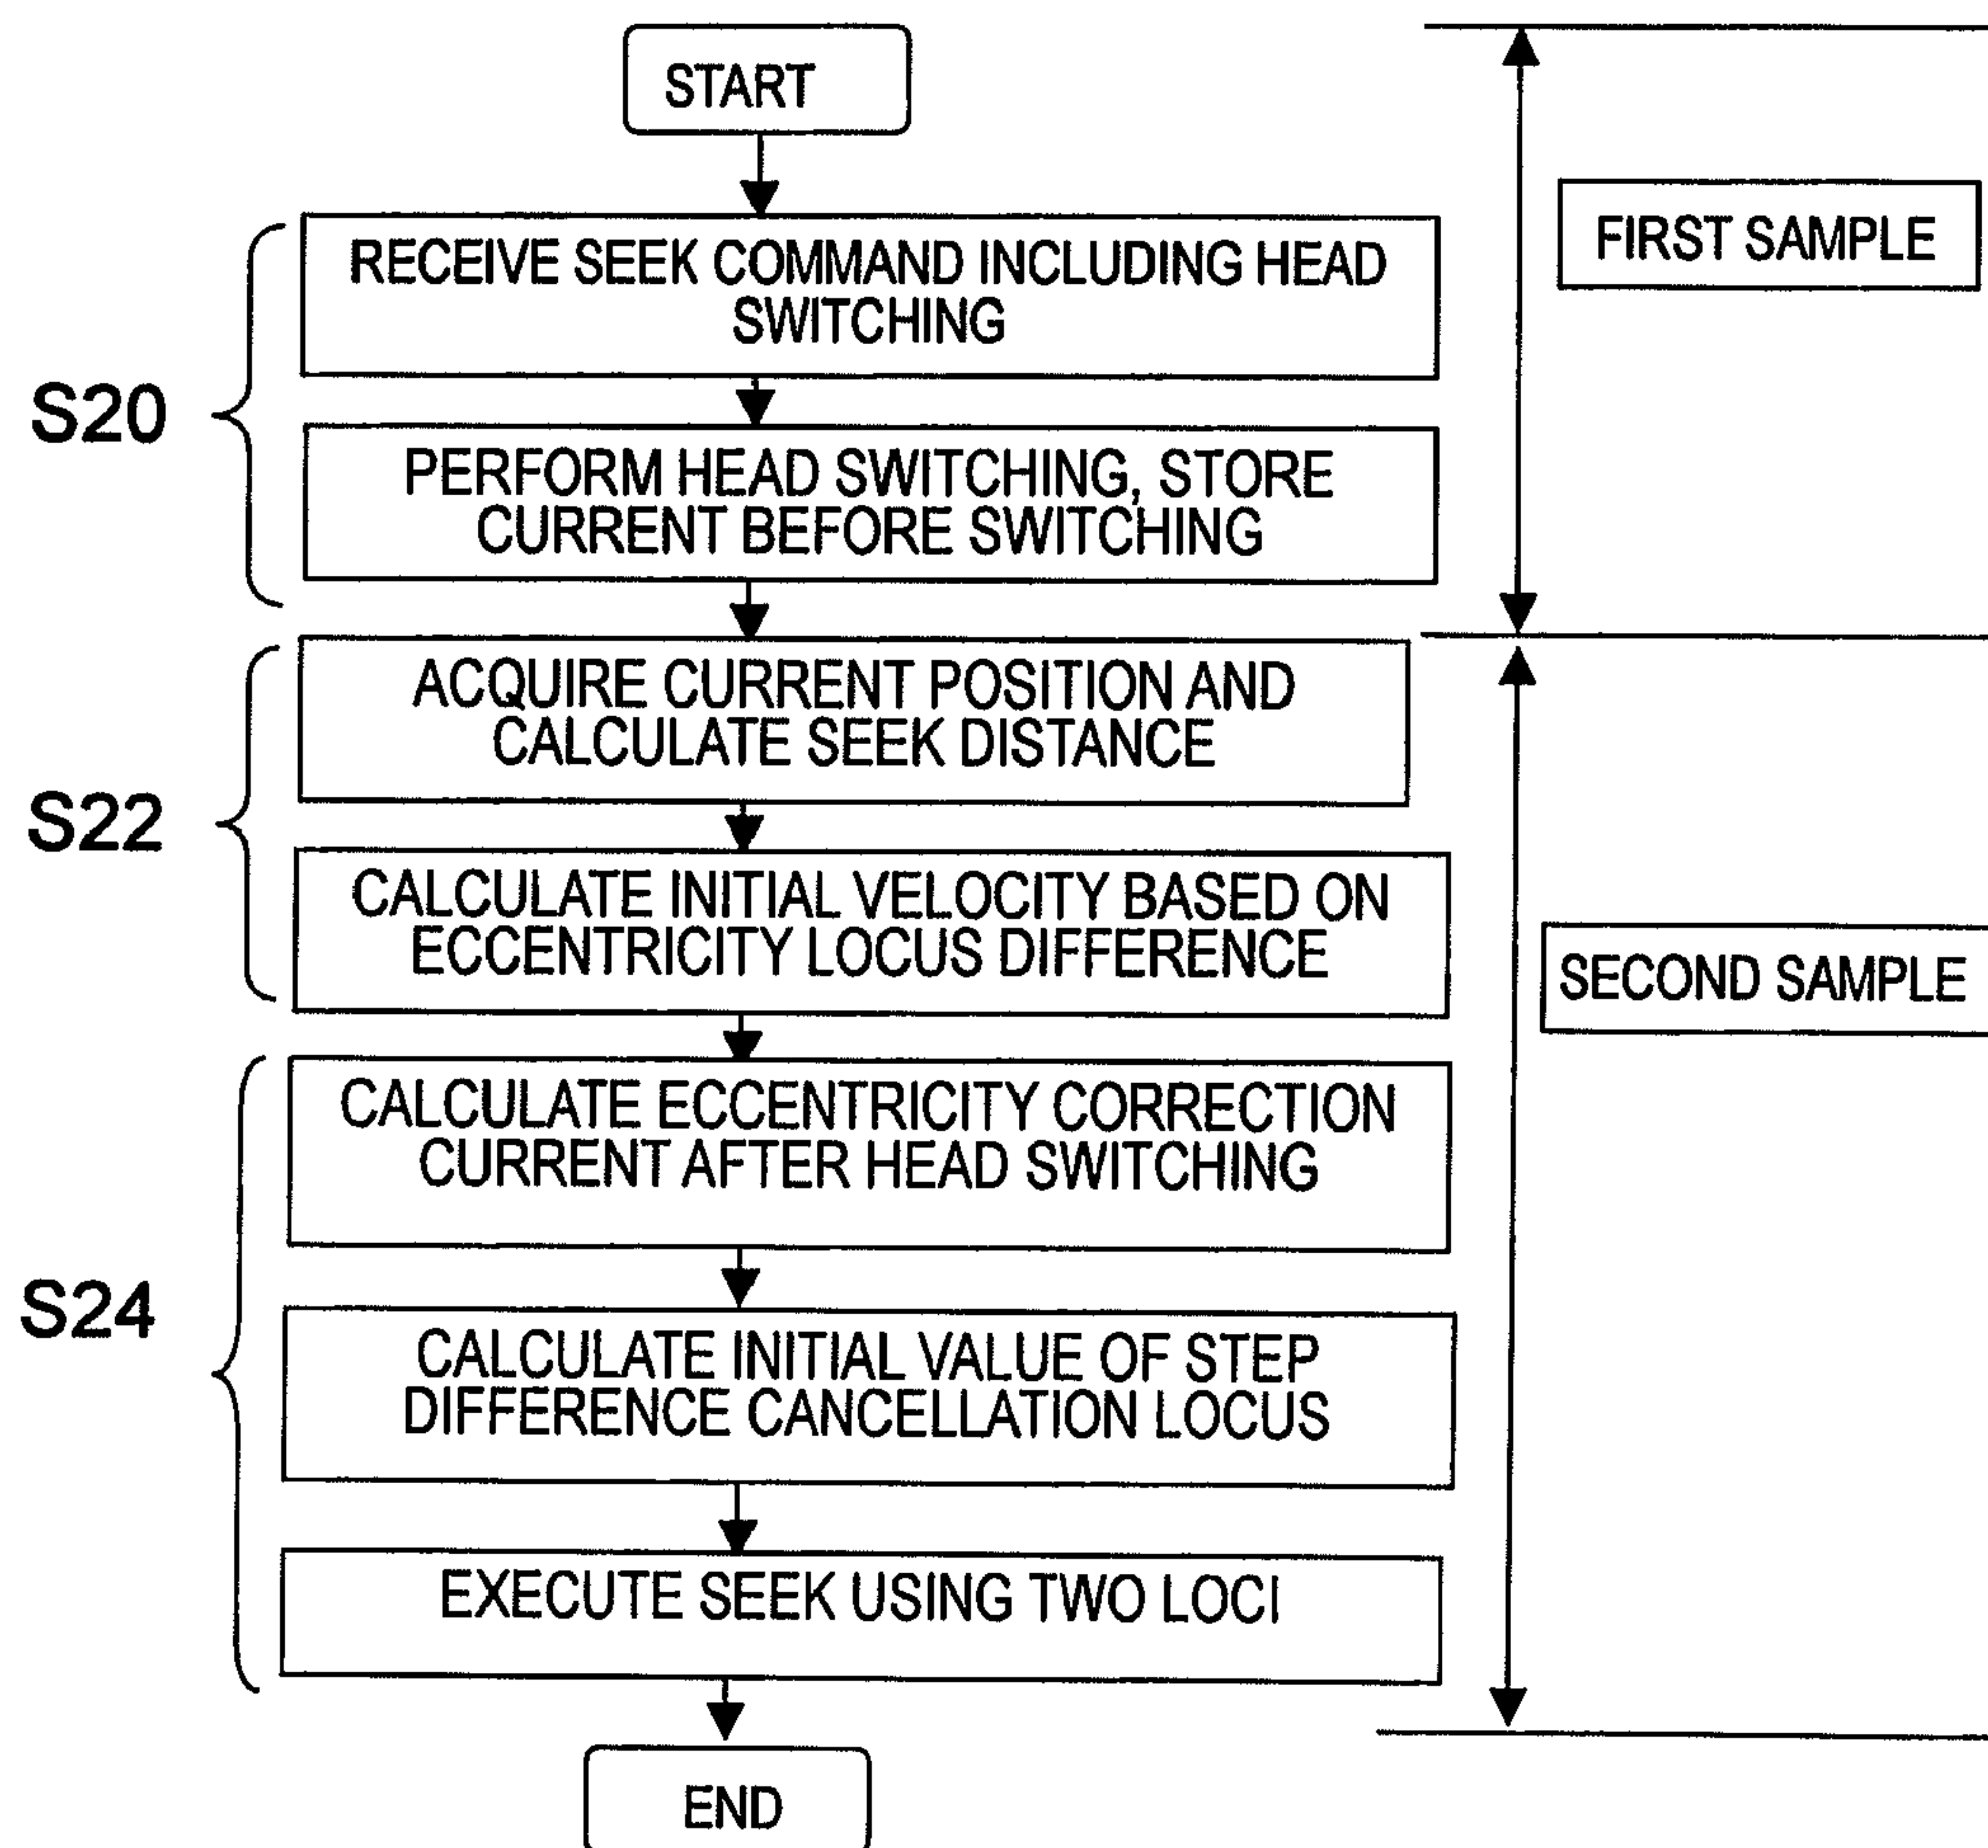 START
FIRST SAMPLE
S20
RECEIVE SEEK COMMAND INCLUDING HEAD
SWITCHING
PERFORM HEAD SWITCHING, STORE
CURRENT BEFORE SWITCHING
S22
ACQUIRE CURRENT POSITION AND
CALCULATE SEEK DISTANCE
CALCULATE INITIAL VELOCITY BASED ON
ECCENTRICITY LOCUS DIFFERENCE
SECOND SAMPLE
S24
CALCULATE ECCENTRICITY CORRECTION
CURRENT AFTER HEAD SWITCHING
CALCULATE INITIAL VALUE OF STEP
DIFFERENCE CANCELLATION LOCUS
EXECUTE SEEK USING TWO LOCI
END